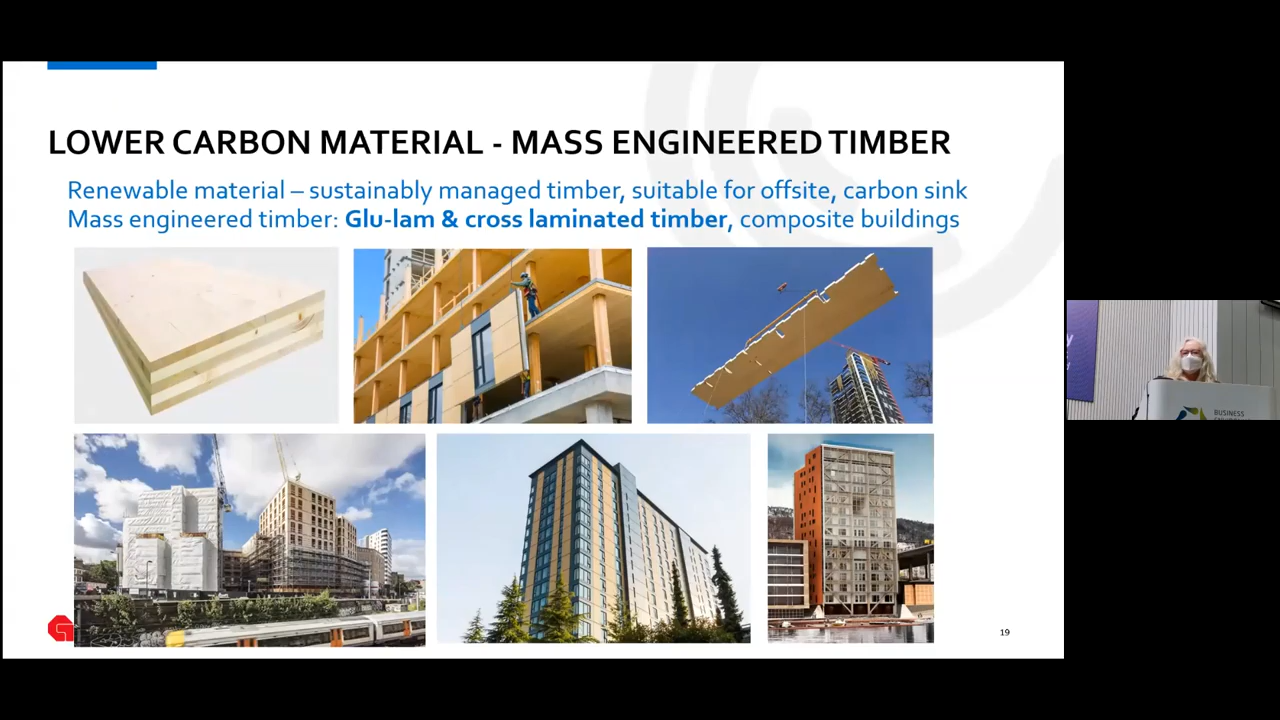 LOWER CARBON MATERIAL - MASS ENGINEERED TIMBER
Renewable material – sustainably managed timber, suitable for offsite, carbon sink
Mass engineered timber: Glu-lam & cross laminated timber, composite buildings
19
BUSINESS